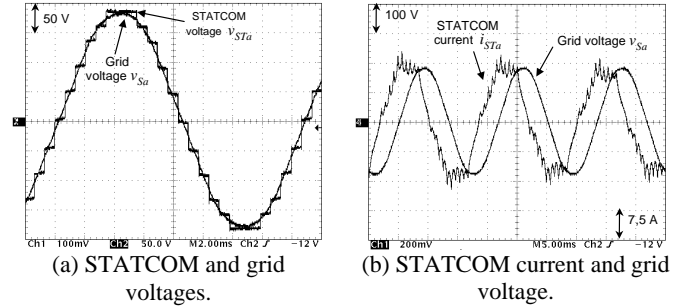 50 V
STATCOM
voltage vSTa
Grid
voltage vSa
2
Ch1 100mV Ch2 50.0 V M2.00ms Ch2 ∫ −12 V
(a) STATCOM and grid
voltages.
100 V
STATCOM
current iSTa
Grid voltage vSa
7,5 A
Ch1 200mV M5.00ms Ch2 ∫ −12 V
(b) STATCOM current and grid
voltage.